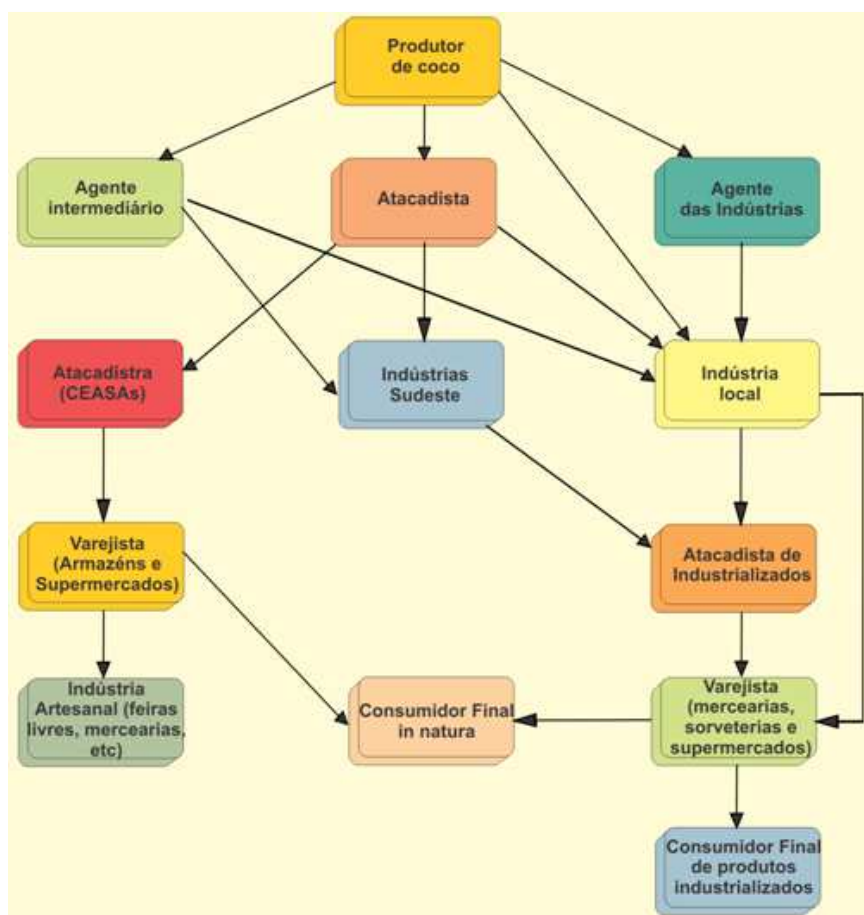 Produtor
de coco
Agente
intermediário
Atacadista
Agente
das Indústrias
Atacadistra
(CEASAs)
Indústrias
Sudeste
Indústria
local
Varejista
(Armazéns e
Supermercados)
Atacadista de
Industrializados
Indústria
Artesanal (feiras
livres, mercearias,
etc)
Consumidor Final
in natura
Varejista
(mercearias,
sorveterias e
supermercados)
Consumidor Final
de produtos
industrializados